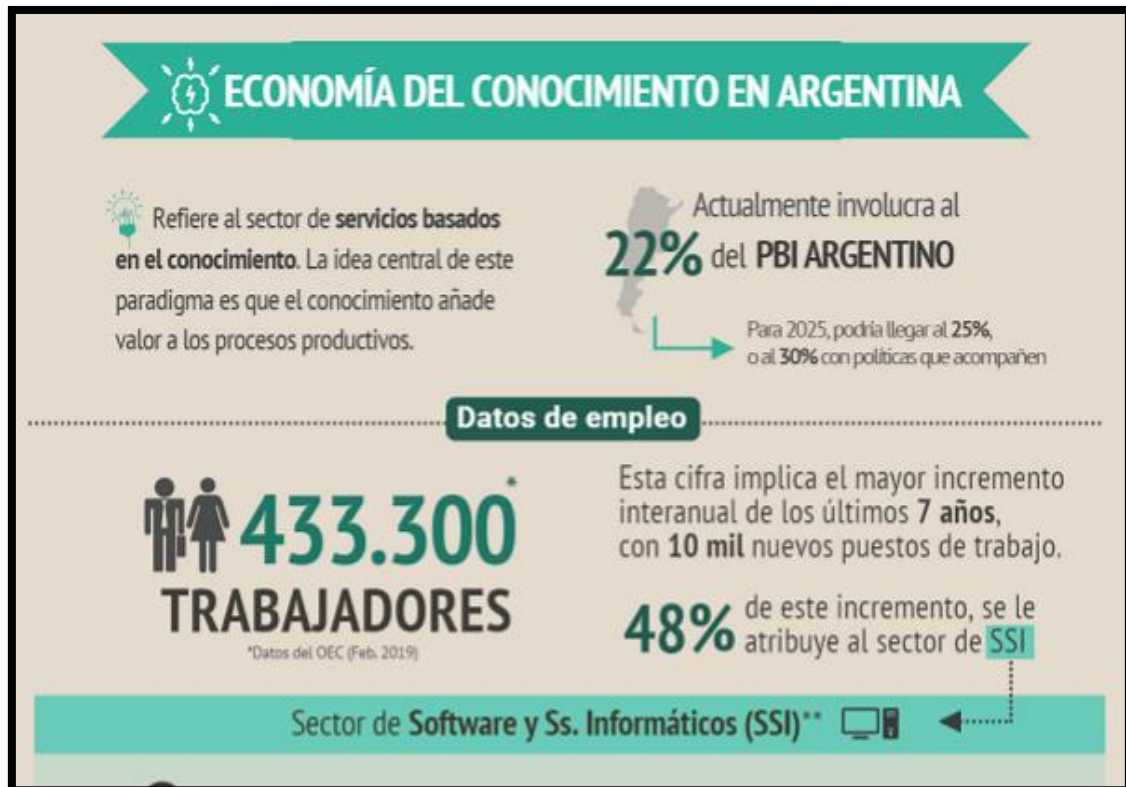 ECONOMÍA DEL CONOCIMIENTO EN ARGENTINA
Refiere al sector de servicios basados
en el conocimiento. La idea central de este
paradigma es que el conocimiento añade
valor a los procesos productivos.
Actualmente involucra al
22% del PBI ARGENTINO
Para 2025, podría llegar al 25%,
o al 30% con políticas que acompañen
Datos de empleo
433.300*
TRABAJADORES
*Datos del OEC (Feb. 2019)
Esta cifra implica el mayor incremento
interanual de los últimos 7 años,
con 10 mil nuevos puestos de trabajo.
48% de este incremento, se le
atribuye al sector de SSI
Sector de Software y Ss. Informáticos (SSI)**